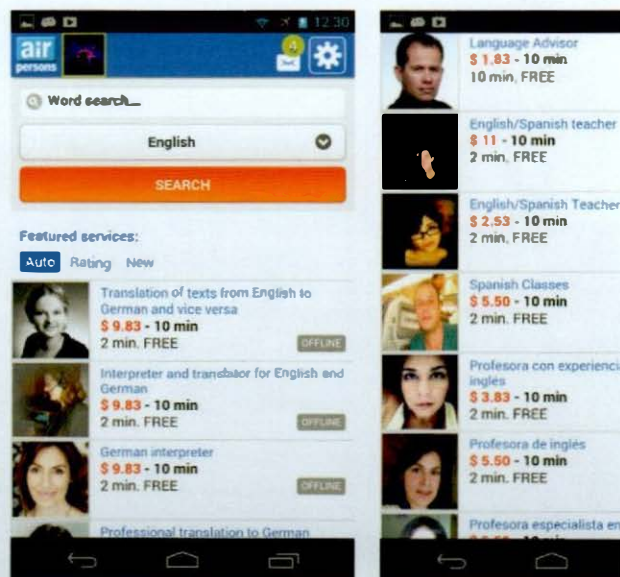 12:30
air
persons
4
Word search...
English
SEARCH
Featured services:
Auto Rating New
Translation of texts from English to
German and vice versa
$ 9.83 - 10 min
2 min. FREE
OFFLINE
Interpreter and translator for English and
German
$ 9.83 - 10 min
2 min. FREE
OFFLINE
German interpreter
$ 9.83 - 10 min
2 min. FREE
OFFLINE
Professional translation to German
Language Advisor
$ 1.83 - 10 min
10 min. FREE
English/Spanish teacher
$ 11 - 10 min
2 min. FREE
English/Spanish Teacher
$ 2.53 - 10 min
2 min. FREE
Spanish Classes
$ 5.50 - 10 min
2 min. FREE
Profesora con experienci
inglés
$ 3.83 - 10 min
2 min. FREE
Profesora de inglés
$ 5.50 - 10 min
2 min. FREE
Profesora especialista en